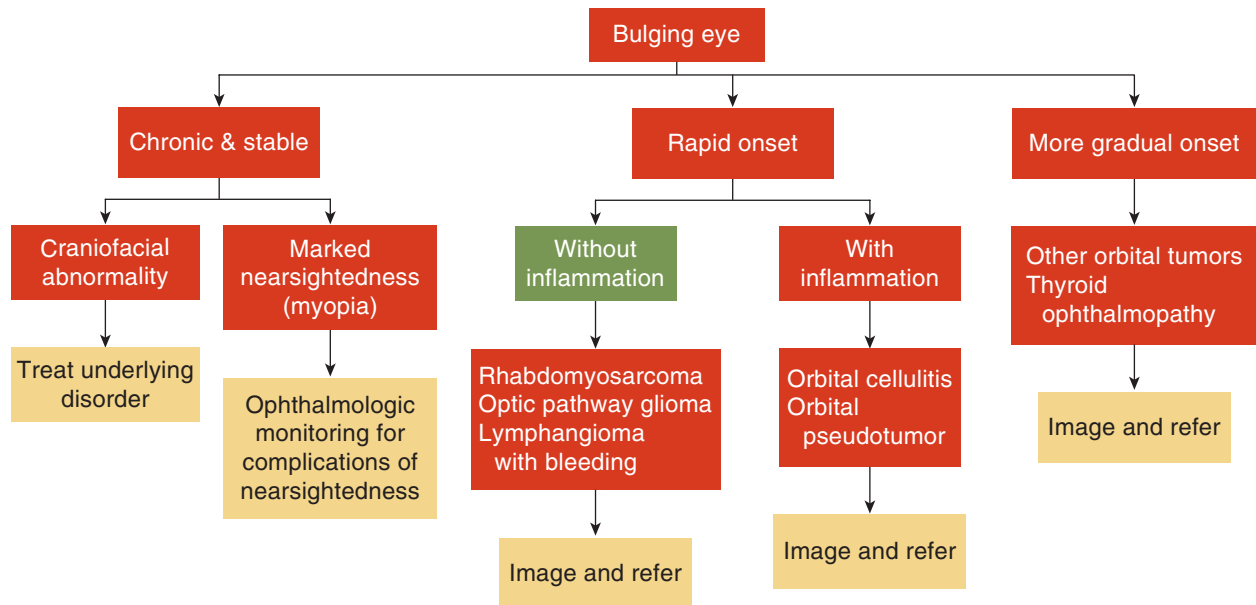 Bulging eye
Chronic & stable
Rapid onset
More gradual onset
Craniofacial
abnormality
Marked
nearsightedness
(myopia)
Without
inflammation
With
inflammation
Other orbital tumors
Thyroid
ophthalmopathy
Treat underlying
disorder
Ophthalmologic
monitoring for
complications of
nearsightedness
Rhabdomyosarcoma
Optic pathway glioma
Lymphangioma
with bleeding
Orbital cellulitis
Orbital
pseudotumor
Image and refer
Image and refer
Image and refer